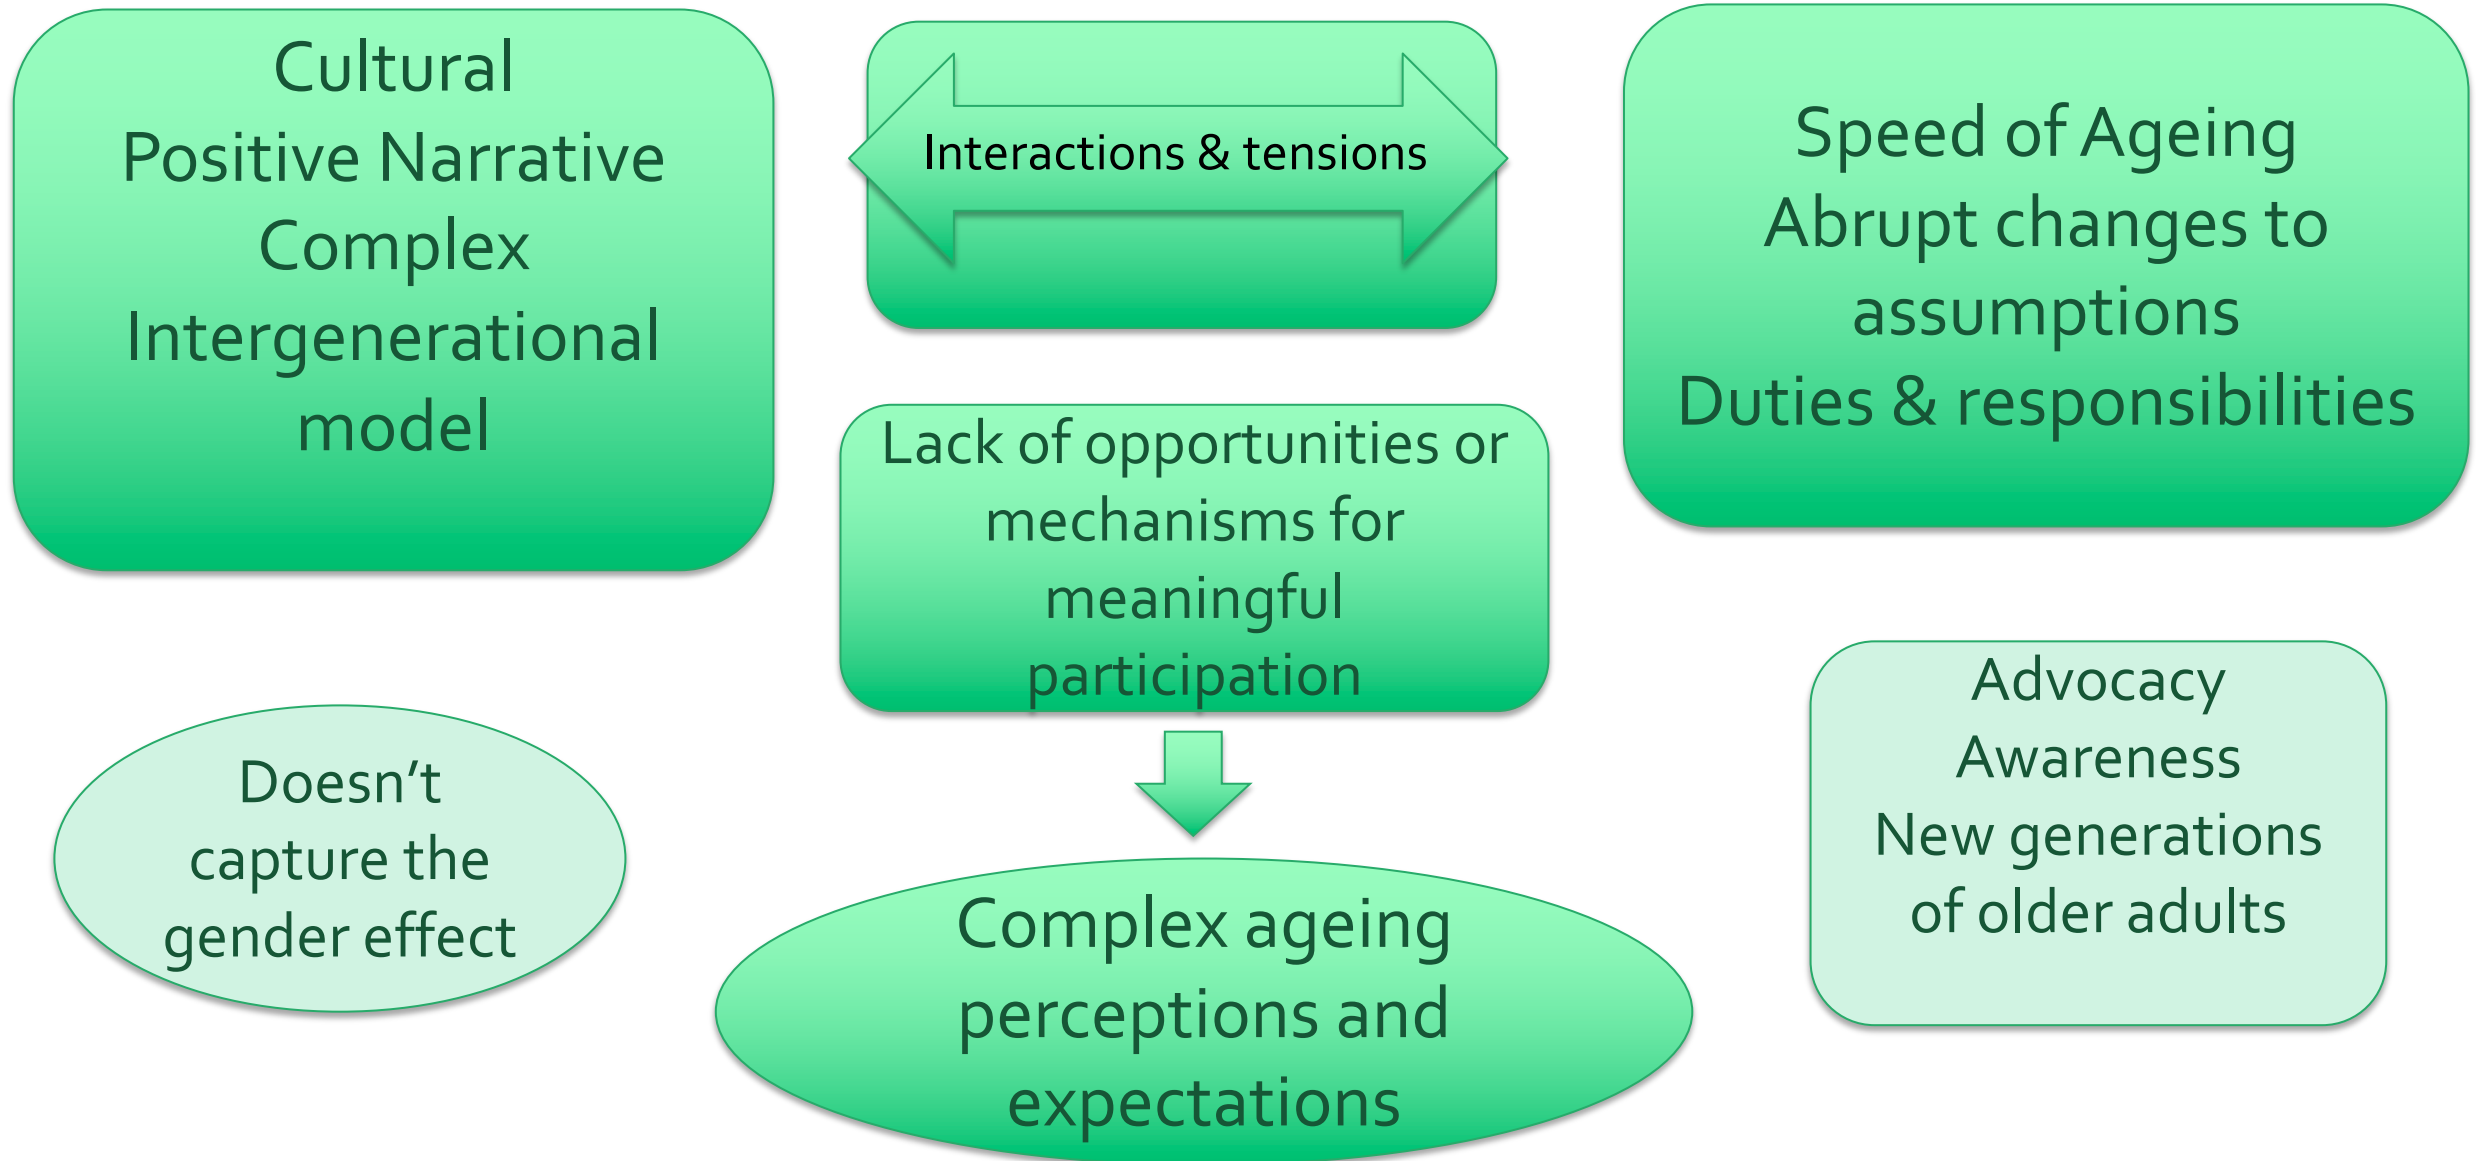 Cultural
Positive Narrative
Complex
Intergenerational
model
Interactions & tensions
Speed of Ageing
Abrupt changes to
assumptions
Duties & responsibilities
Lack of opportunities or
mechanisms for
meaningful
participation
Doesn’t
capture the
gender effect
Advocacy
Awareness
New generations
of older adults
Complex ageing
perceptions and
expectations